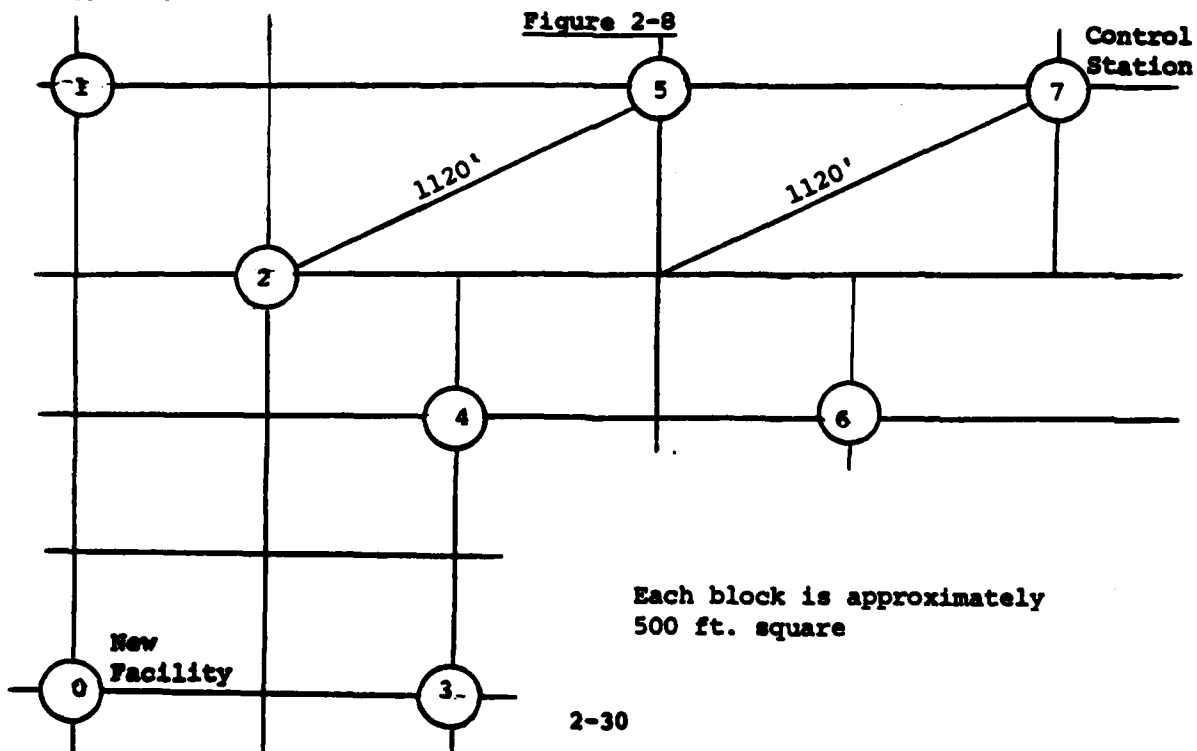 Figure 2-8
Control
Station
1
5
7
1120'
1120'
2
4
6
Each block is approximately
500 ft. square
New
Facility
0
3
2-30